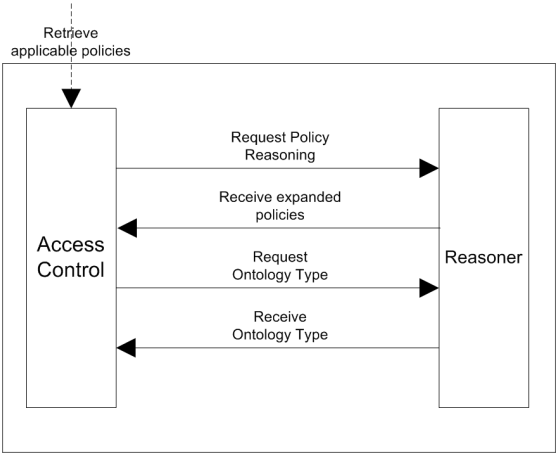 Retrieve
applicable policies
Request Policy
Reasoning
Receive expanded
policies
Access
Control
Request
Ontology Type
Reasoner
Receive
Ontology Type